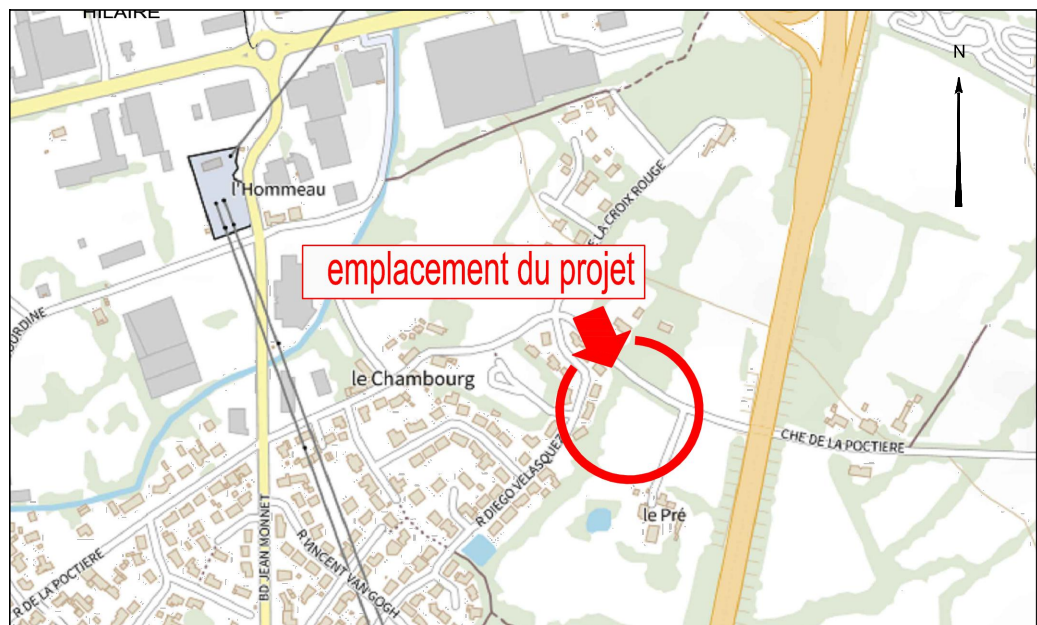 HILAIRE
N
l'Hommeau
DE LA CROIX ROUGE
emplacement du projet
le Chambourg
CHE DE LA POCTIERE
R DIEGO VELASQUEZ
le Pré
BD JEAN MONNET
R VINCENT VAN GOGH
R DE LA POCTIERE